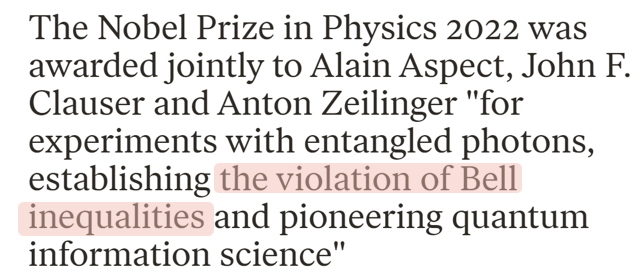 The Nobel Prize in Physics 2022 was
awarded jointly to Alain Aspect, John F.
Clauser and Anton Zeilinger "for
experiments with entangled photons,
establishing the violation of Bell
inequalities and pioneering quantum
information science"